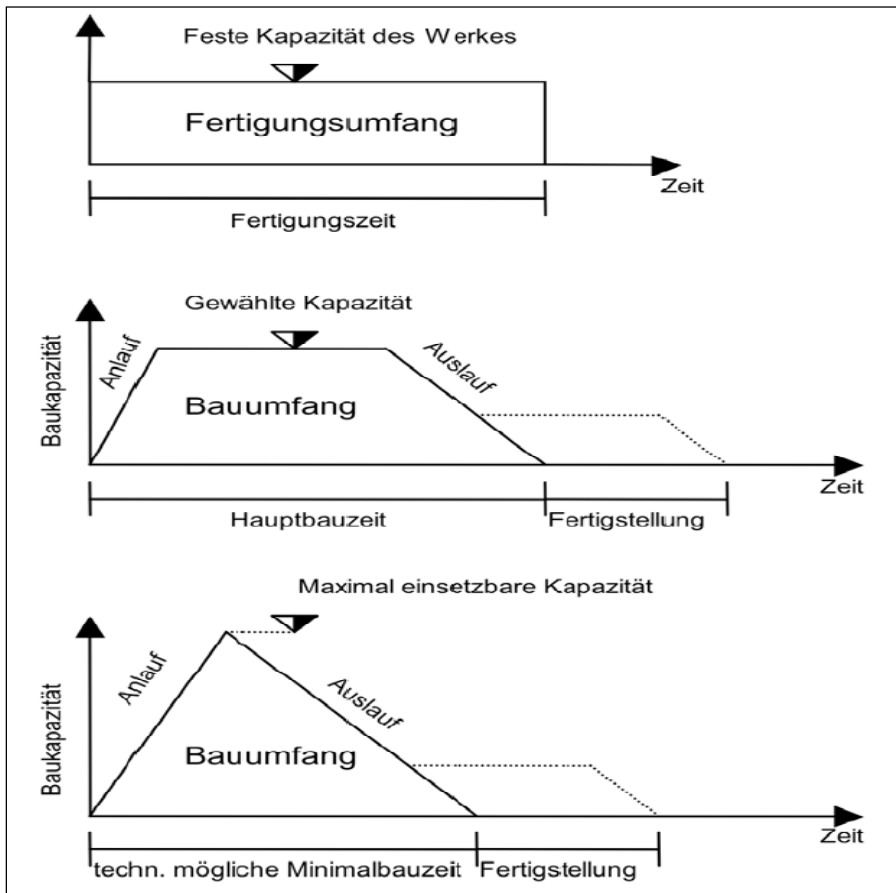 Feste Kapazität des Werkes
Fertigungsumfang
Zeit
Fertigungszeit
Gewählte Kapazität
Baukapazität
Anlauf
Auslauf
Bauumfang
Zeit
Hauptbauzeit
Fertigstellung
Maximal einsetzbare Kapazität
Baukapazität
Anlauf
Auslauf
Bauumfang
Zeit
techn. mögliche Minimalbauzeit
Fertigstellung